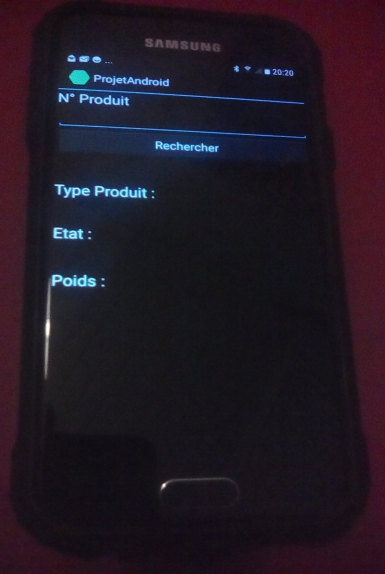 SAMSUNG
... 20:20
ProjetAndroid
N° Produit
Rechercher
Type Produit :
Etat :
Poids :